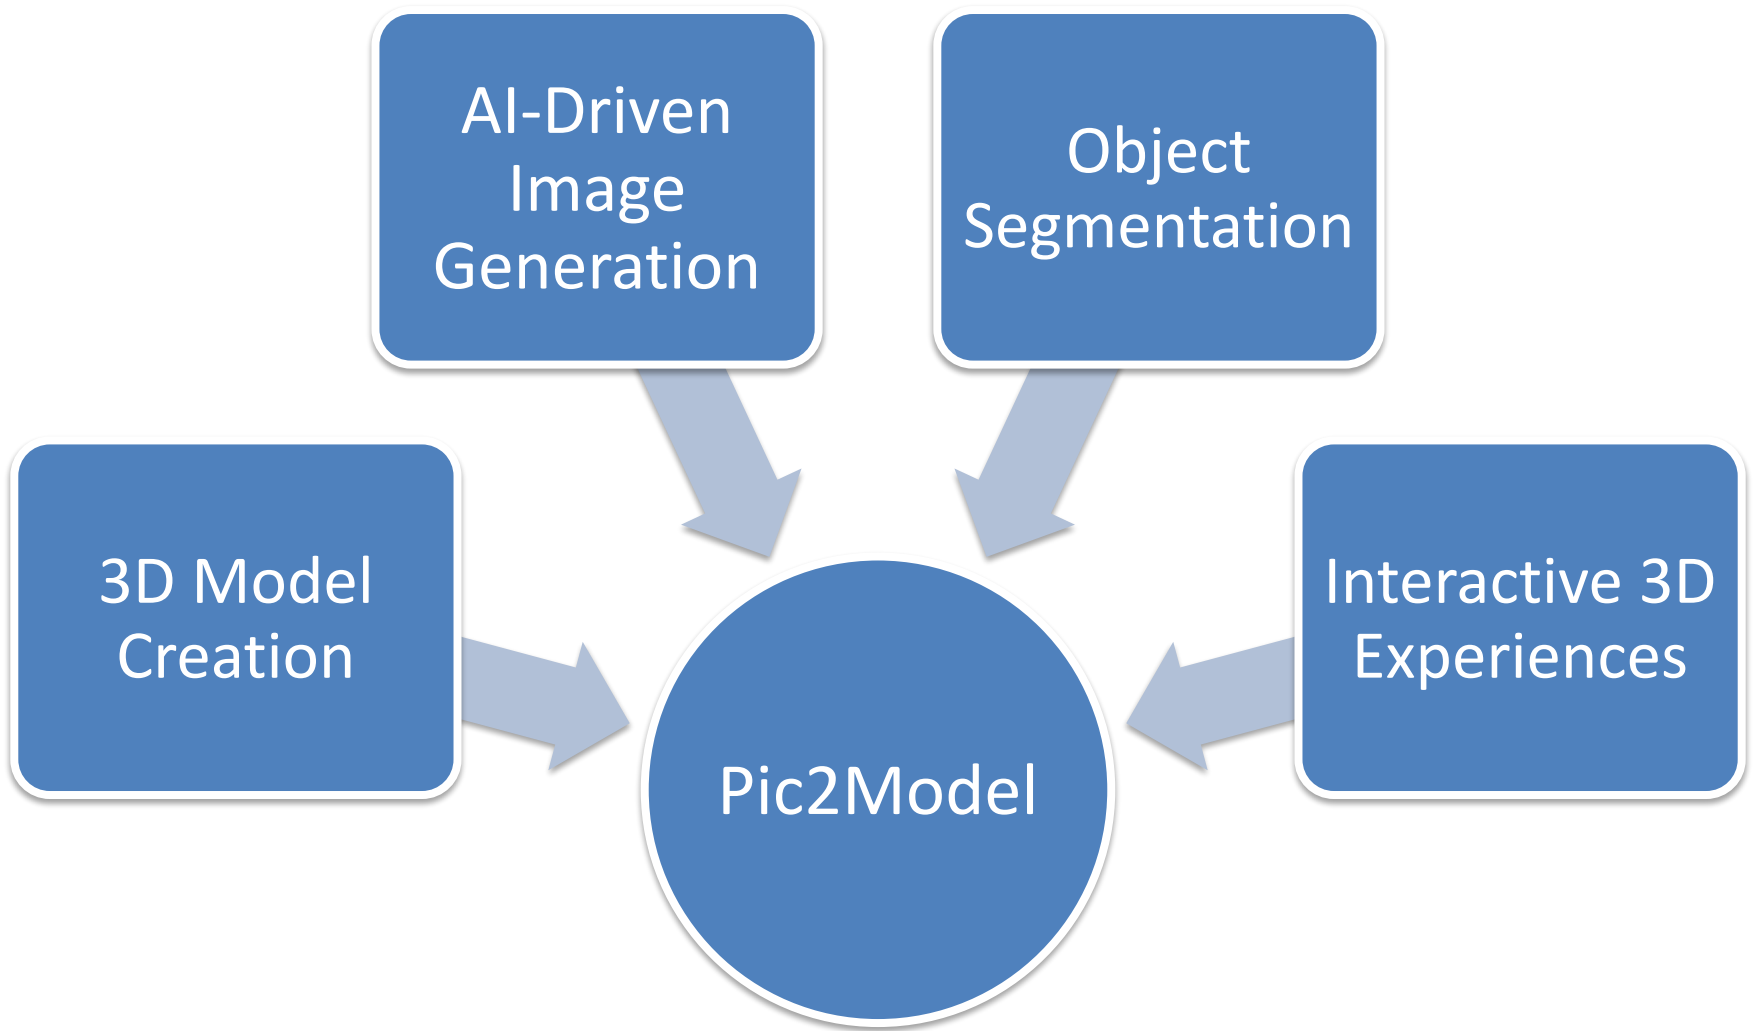 AI-Driven
Image
Generation
Object
Segmentation
3D Model
Creation
Interactive 3D
Experiences
Pic2Model